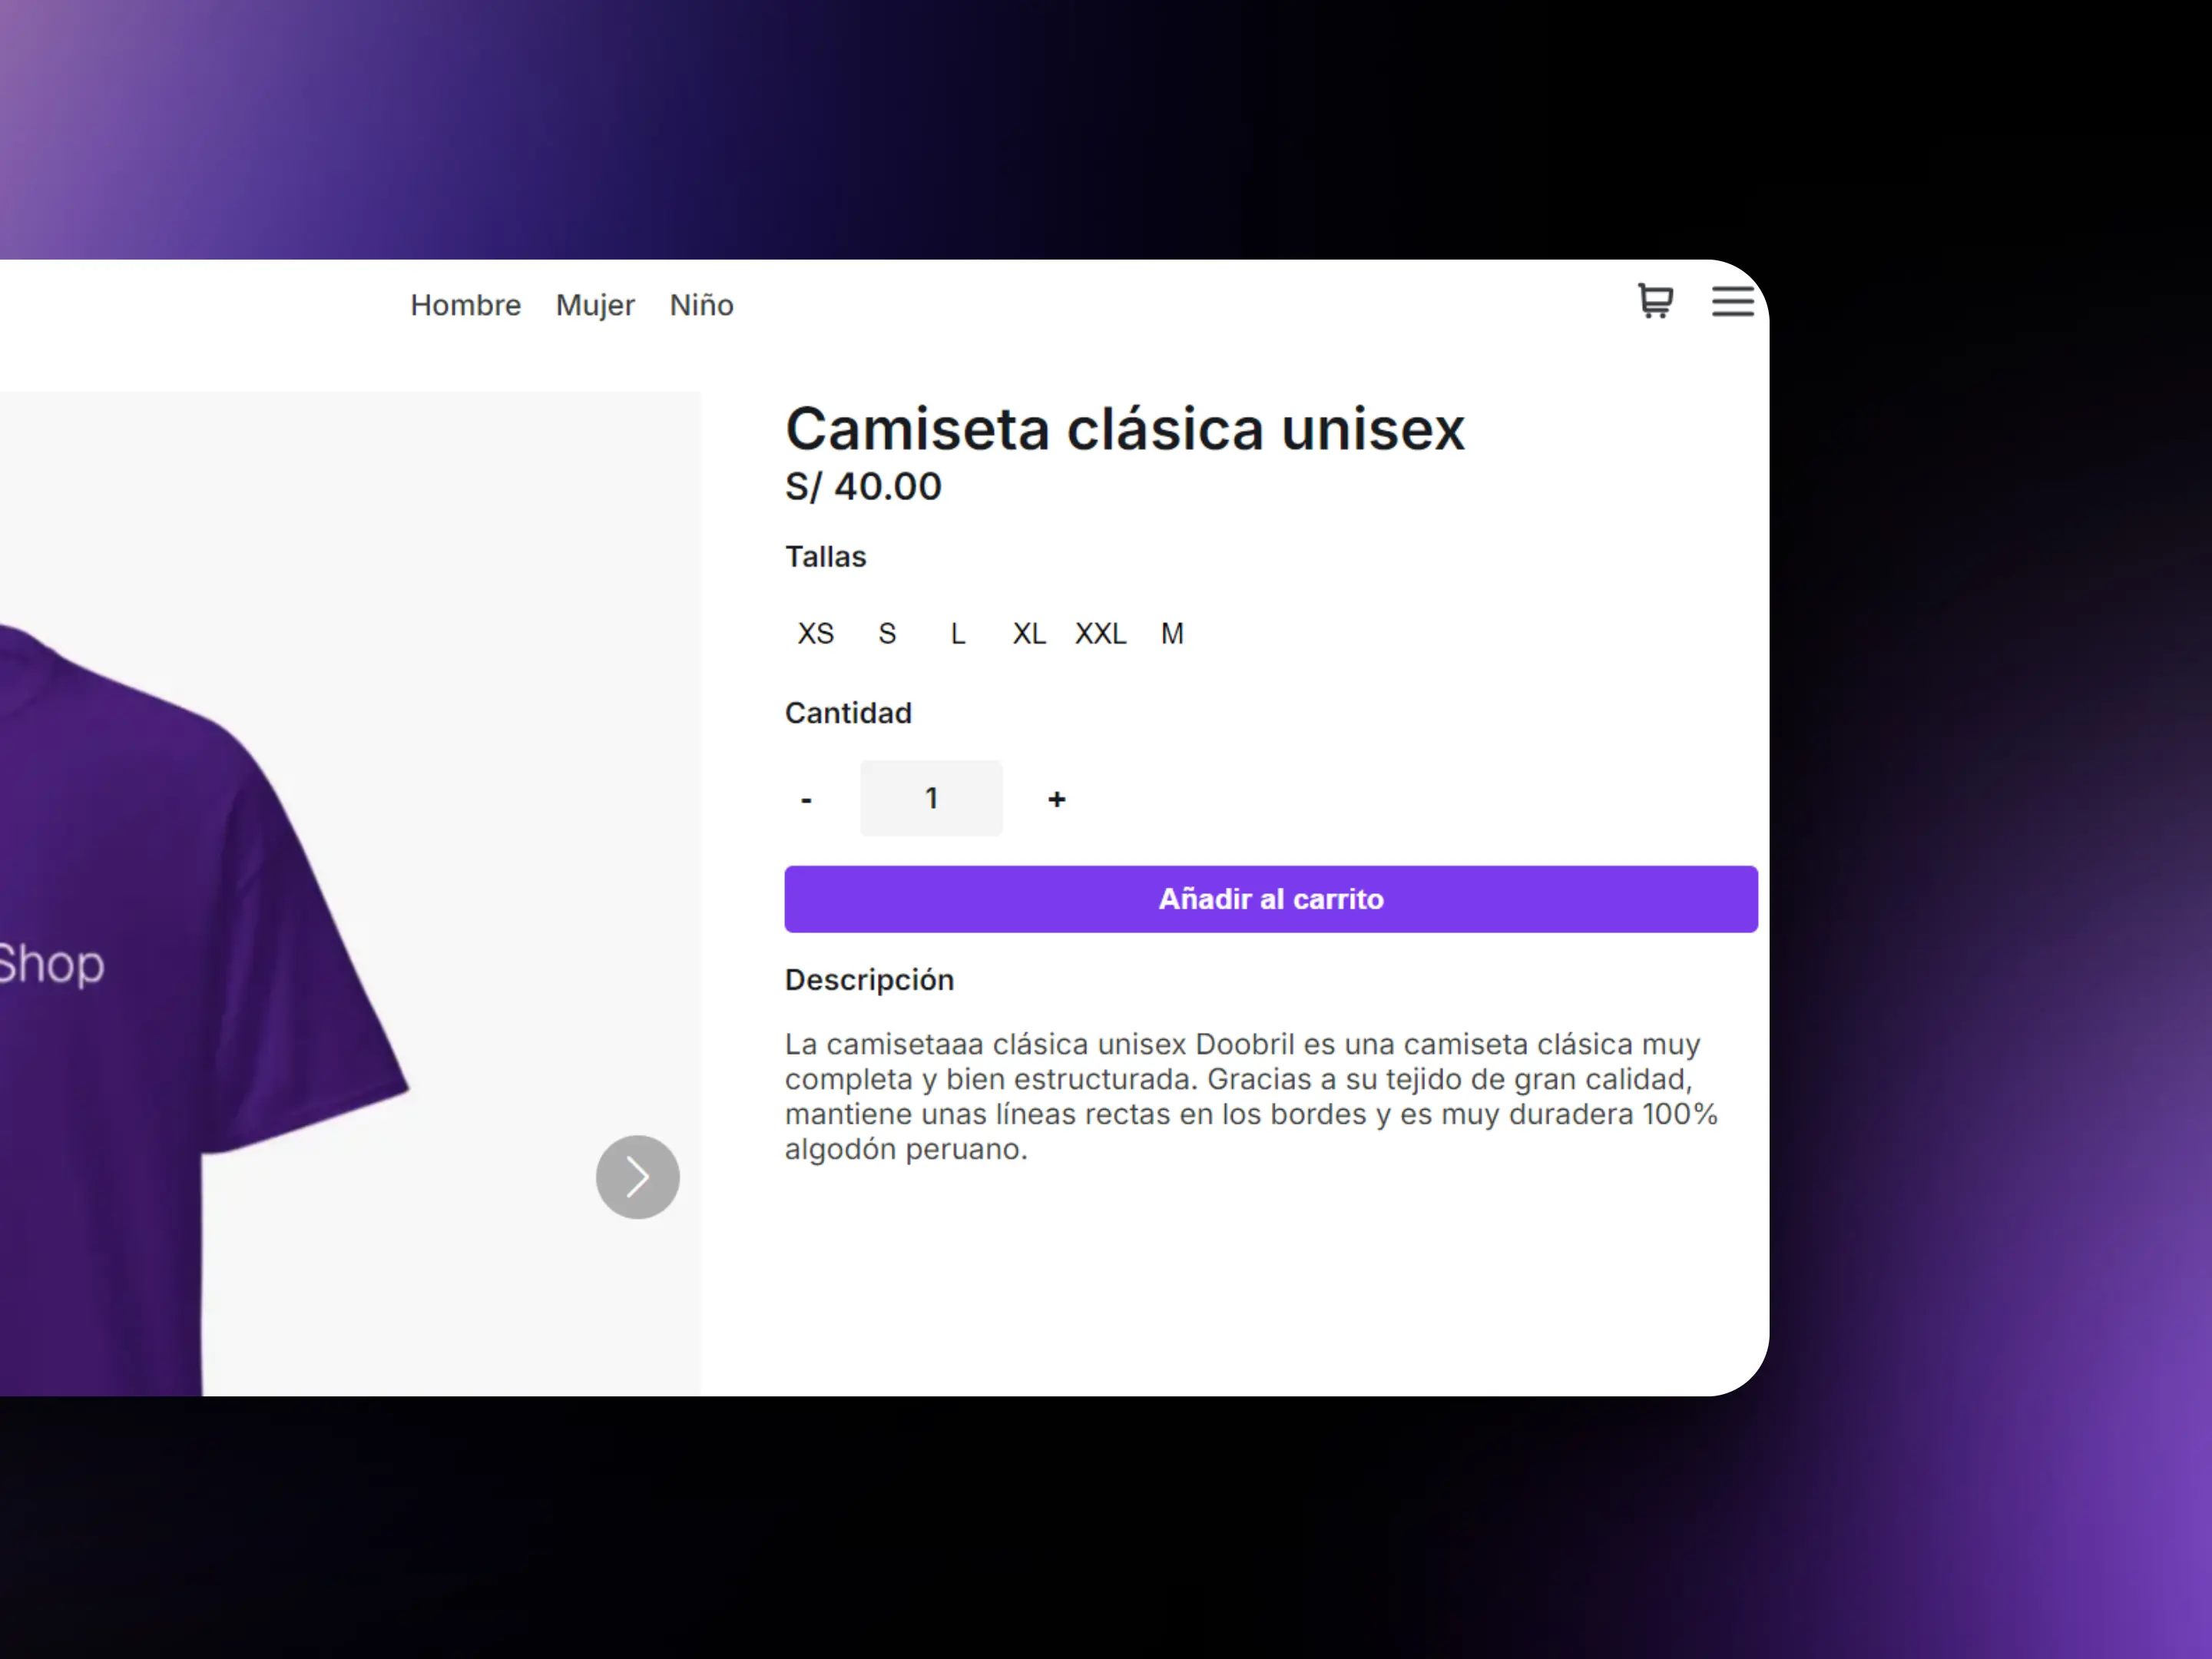 Hombre Mujer Niño
Camiseta clásica unisex
S/ 40.00
Tallas
XS S L XL XXL M
Cantidad
- 1 +
Añadir al carrito
Shop
Descripción
La camisetaaa clásica unisex Doobril es una camiseta clásica muy
completa y bien estructurada. Gracias a su tejido de gran calidad,
mantiene unas líneas rectas en los bordes y es muy duradera 100%
algodón peruano.